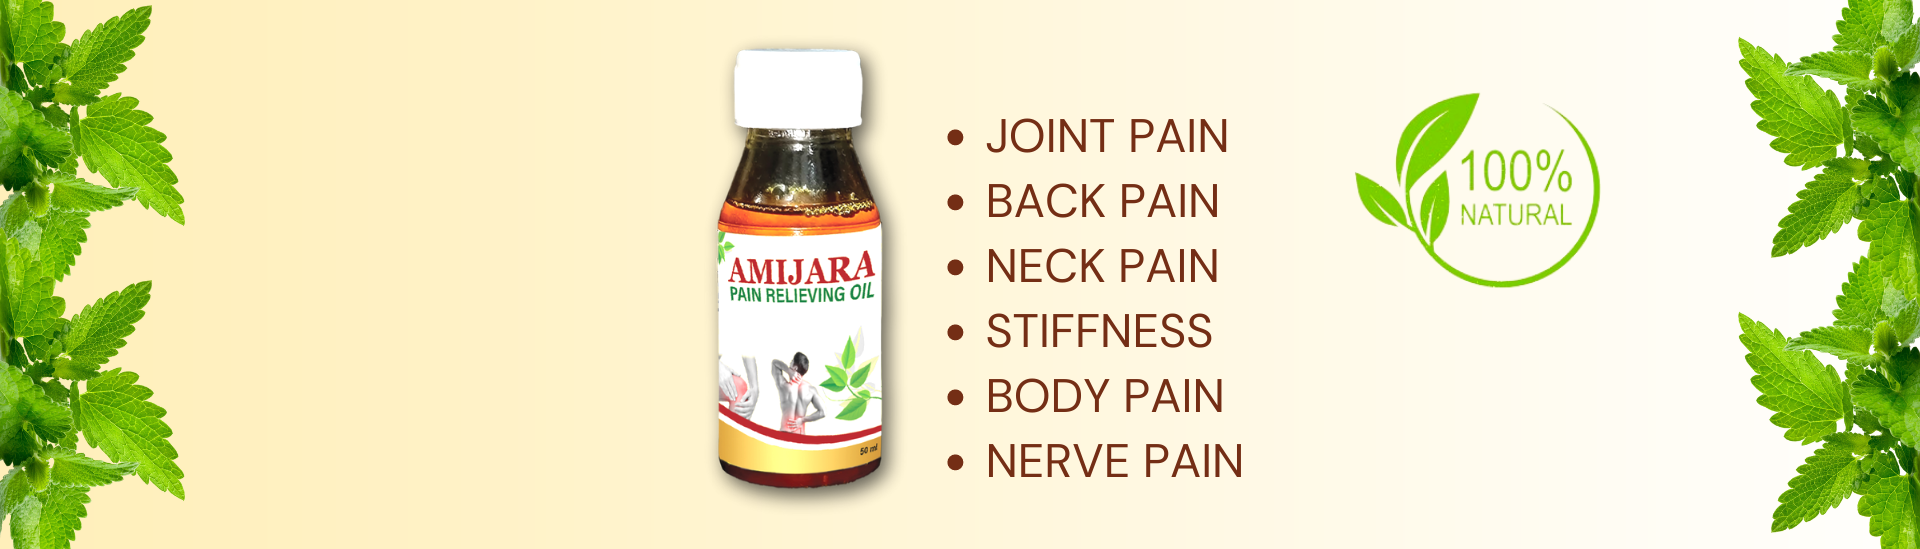 AMIJARA
PAIN RELIEVING OIL
50 ml
• JOINT PAIN
• BACK PAIN
• NECK PAIN
• STIFFNESS
• BODY PAIN
• NERVE PAIN
100%
NATURAL